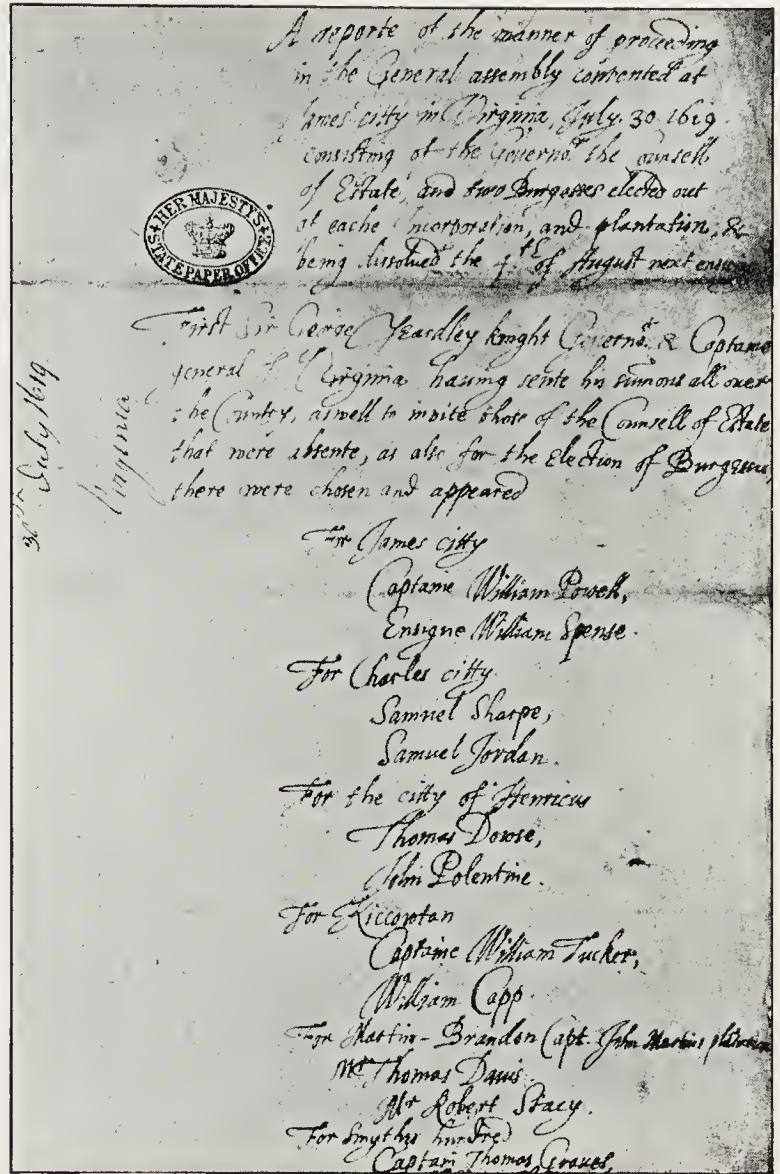 A reporte of the manner of proceeding
in the General assembly convented at
James citty in Virginia, July. 30. 1619.
consisting of the Governor. the Counsell
of Estate, and two Burgesses elected out
of eache Incorporation, and plantation, &
being dissolved the 4th of August next ensuing
HER MAJESTY'S
STATE PAPER OFFICE
30th July 1619
Virginia
First Sir George Yeardley knight Governor & Captaine
general of Virginia having sente his sumons all over
the Country, aswell to invite those of the Counsell of Estate
that were absente, as also for the Election of Burgesses,
there were chosen and appeared
For James citty
Captaine William Powell,
Ensigne William Spense.
For Charles citty
Samuel Sharpe,
Samuel Jordan.
For the citty of Henricus
Thomas Dowse,
John Polentine.
For Kiccowtan
Captaine William Tucker,
William Capp.
For Martin-Brandon Capt. John Martins plantation
Mr Thomas Davis.
Mr Robert Stacy.
For Smythes hundred
Captain Thomas Graves,